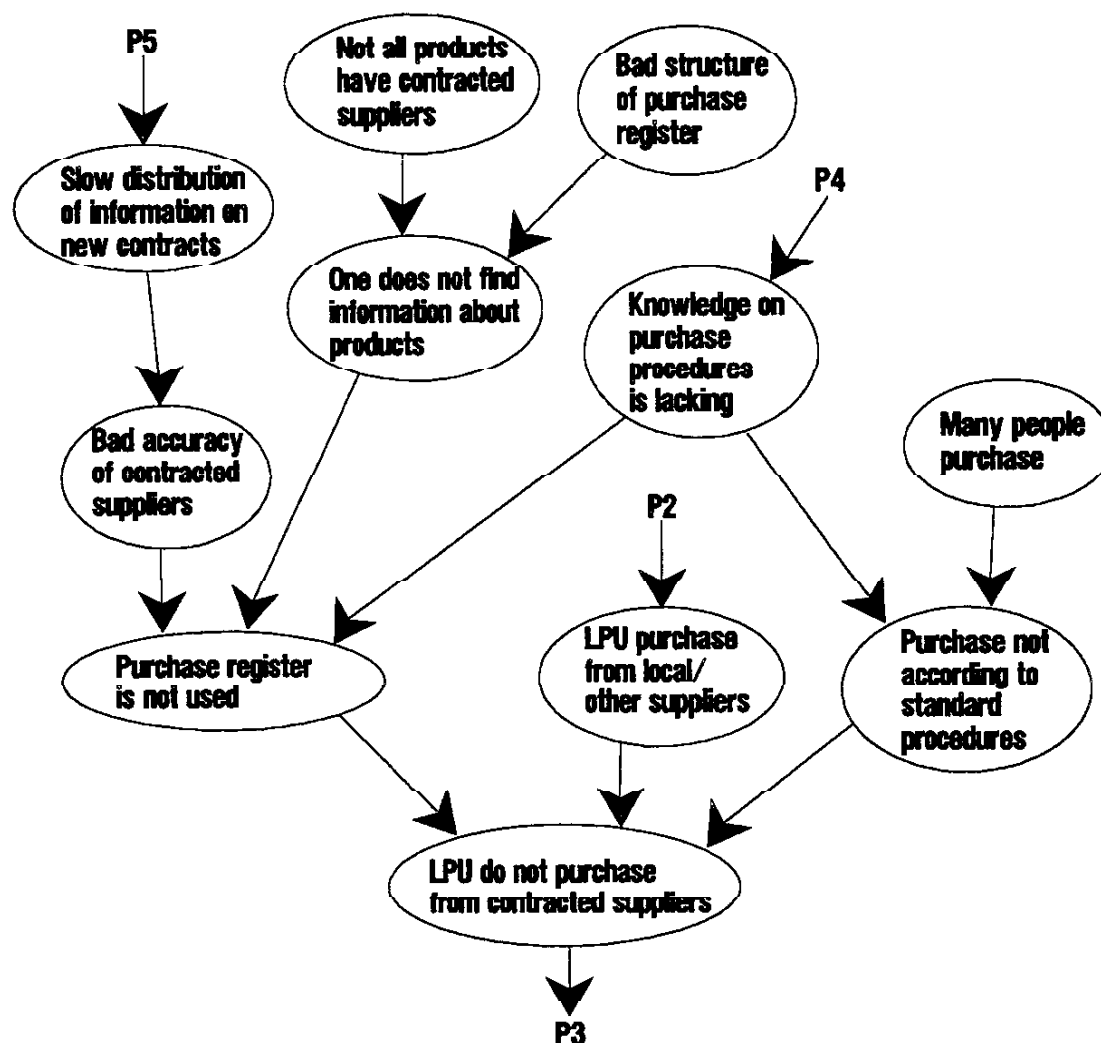 P5
Not all products
have contracted
suppliers
Bad structure
of purchase
register
Slow distribution
of information on
new contracts
P4
One does not find
information about
products
Knowledge on
purchase
procedures
is lacking
Many people
purchase
Bad accuracy
of contracted
suppliers
P2
Purchase register
is not used
LPU purchase
from local/
other suppliers
Purchase not
according to
standard
procedures
LPU do not purchase
from contracted suppliers
P3